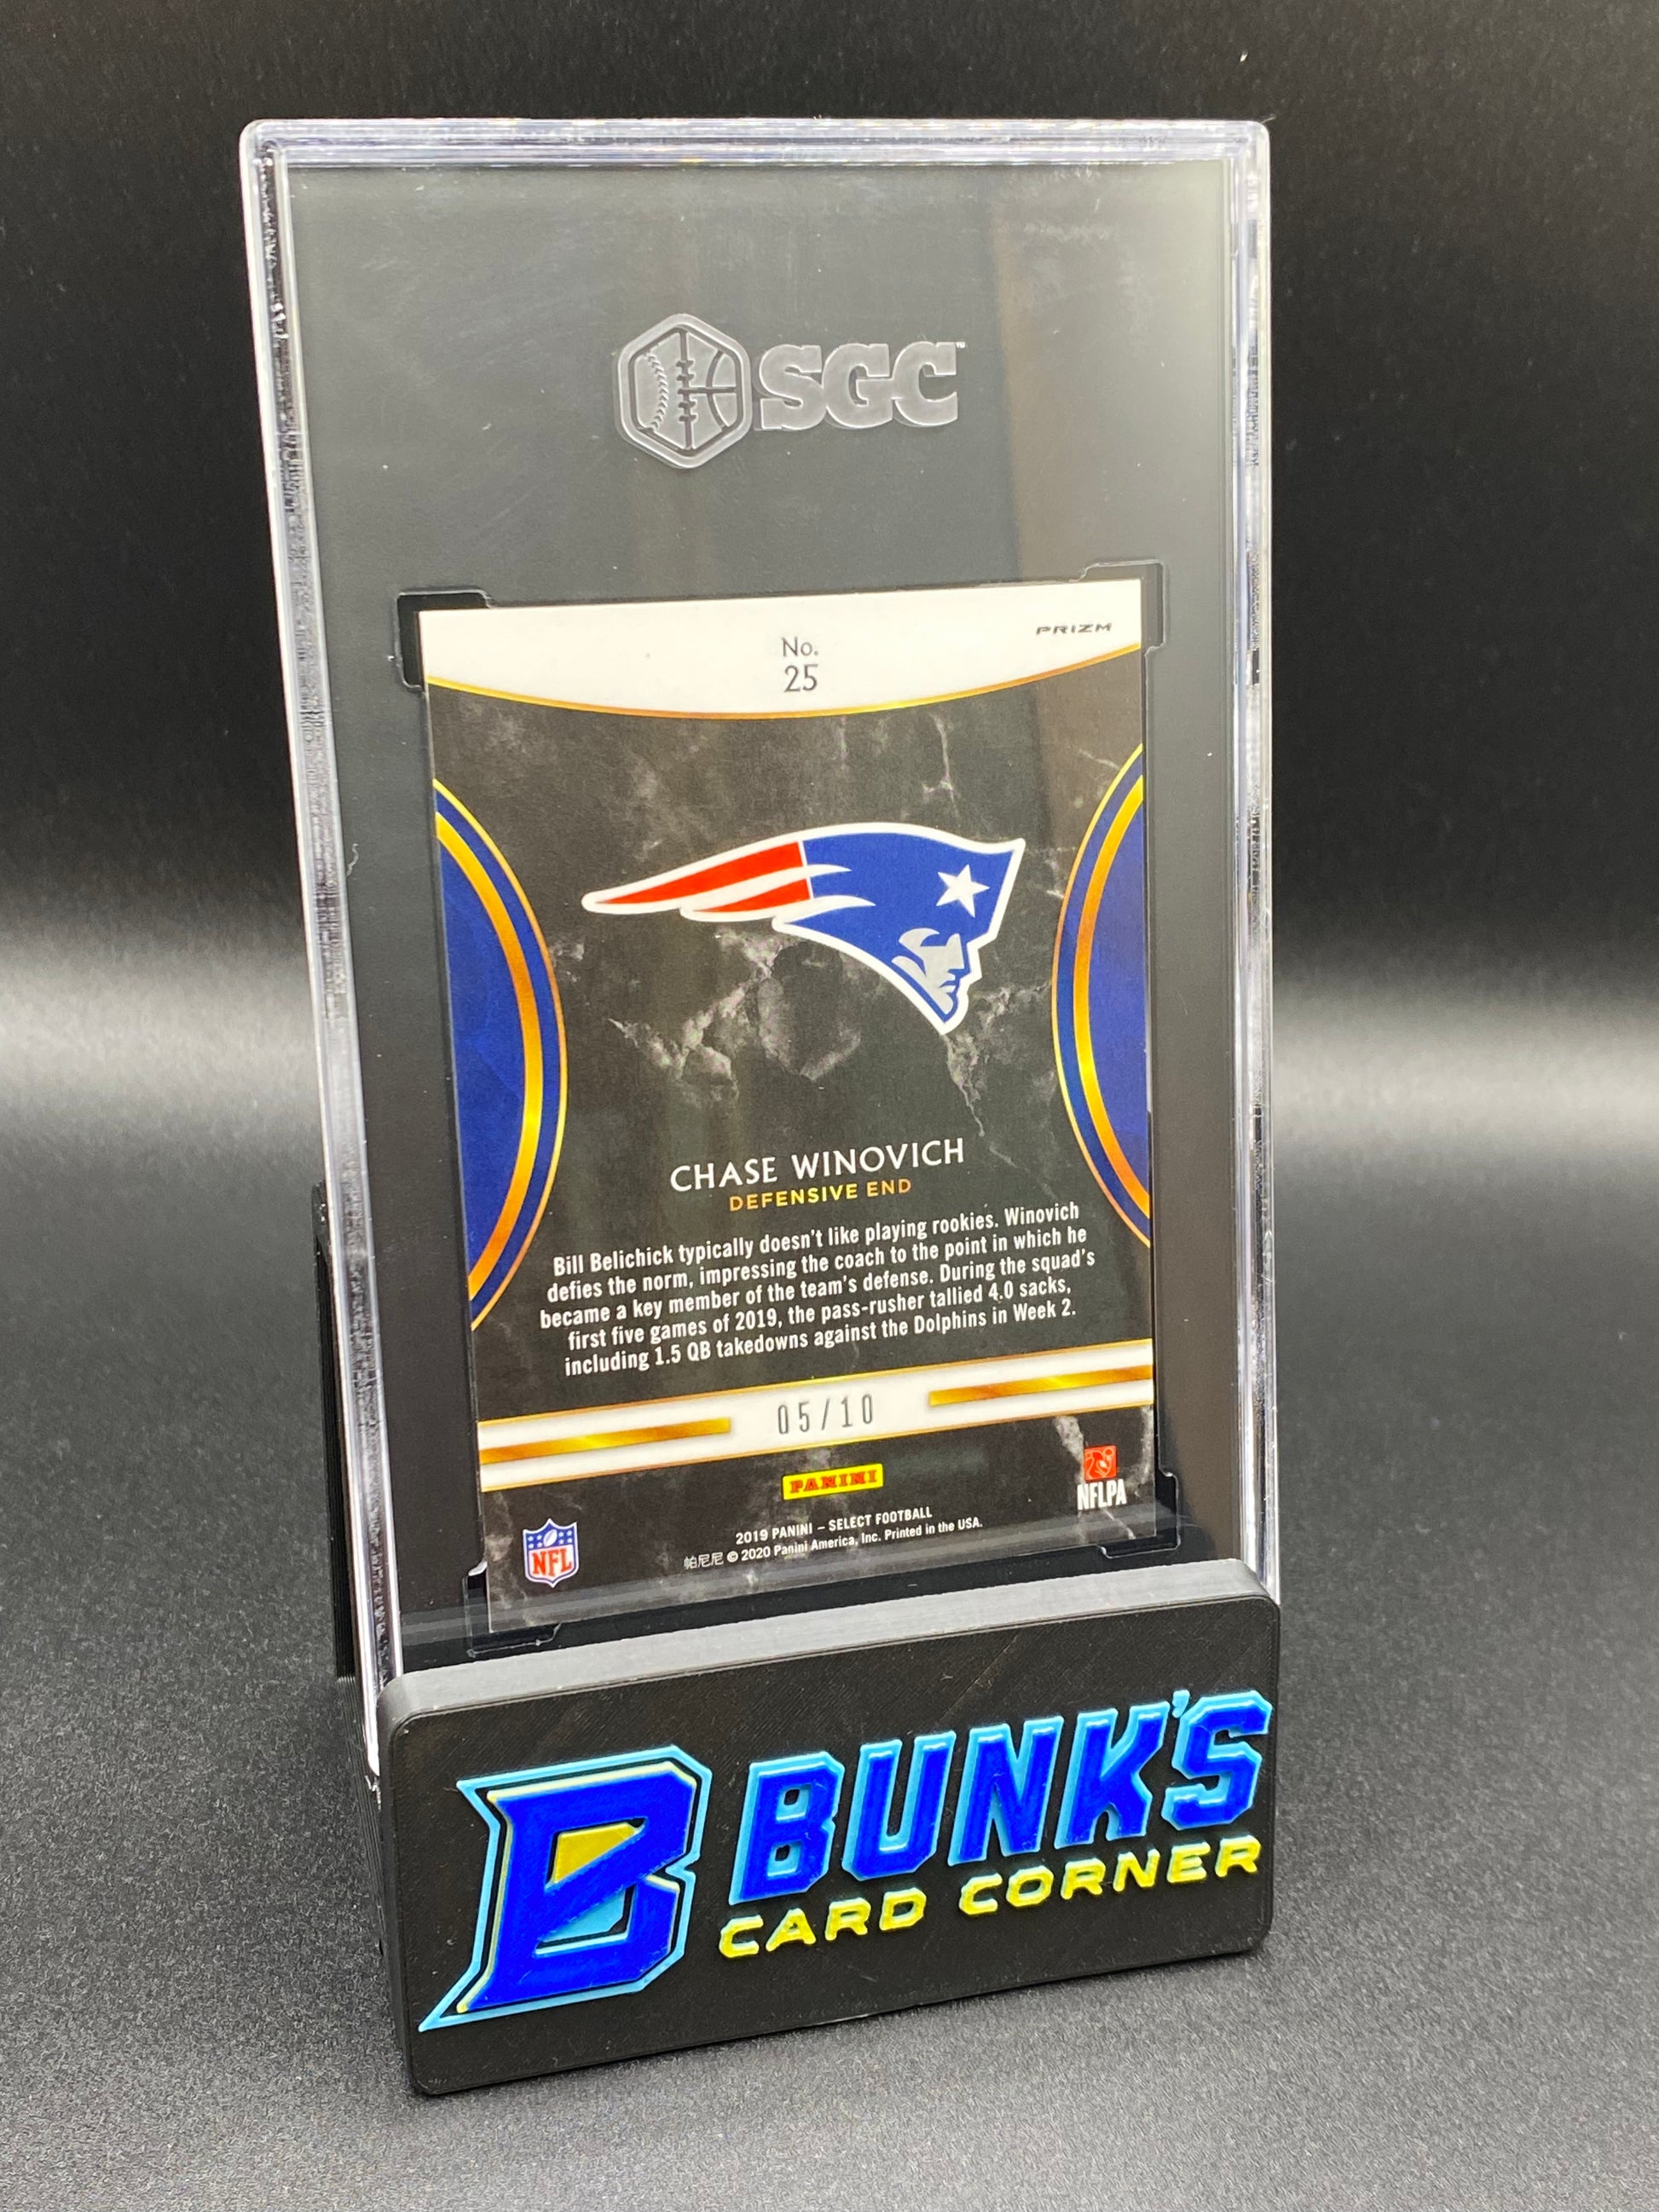 SGC™
No.
25
PRIZM
CHASE WINOVICH
DEFENSIVE END
Bill Belichick typically doesn't like playing rookies. Winovich
defies the norm, impressing the coach to the point in which he
became a key member of the team's defense. During the squad's
first five games of 2019, the pass-rusher tallied 4.0 sacks,
including 1.5 QB takedowns against the Dolphins in Week 2.
05/10
PANINI
NFLPA
NFL
2019 PANINI – SELECT FOOTBALL
帕尼尼 © 2020 Panini America, Inc. Printed in the USA.
B BUNK'S
CARD CORNER